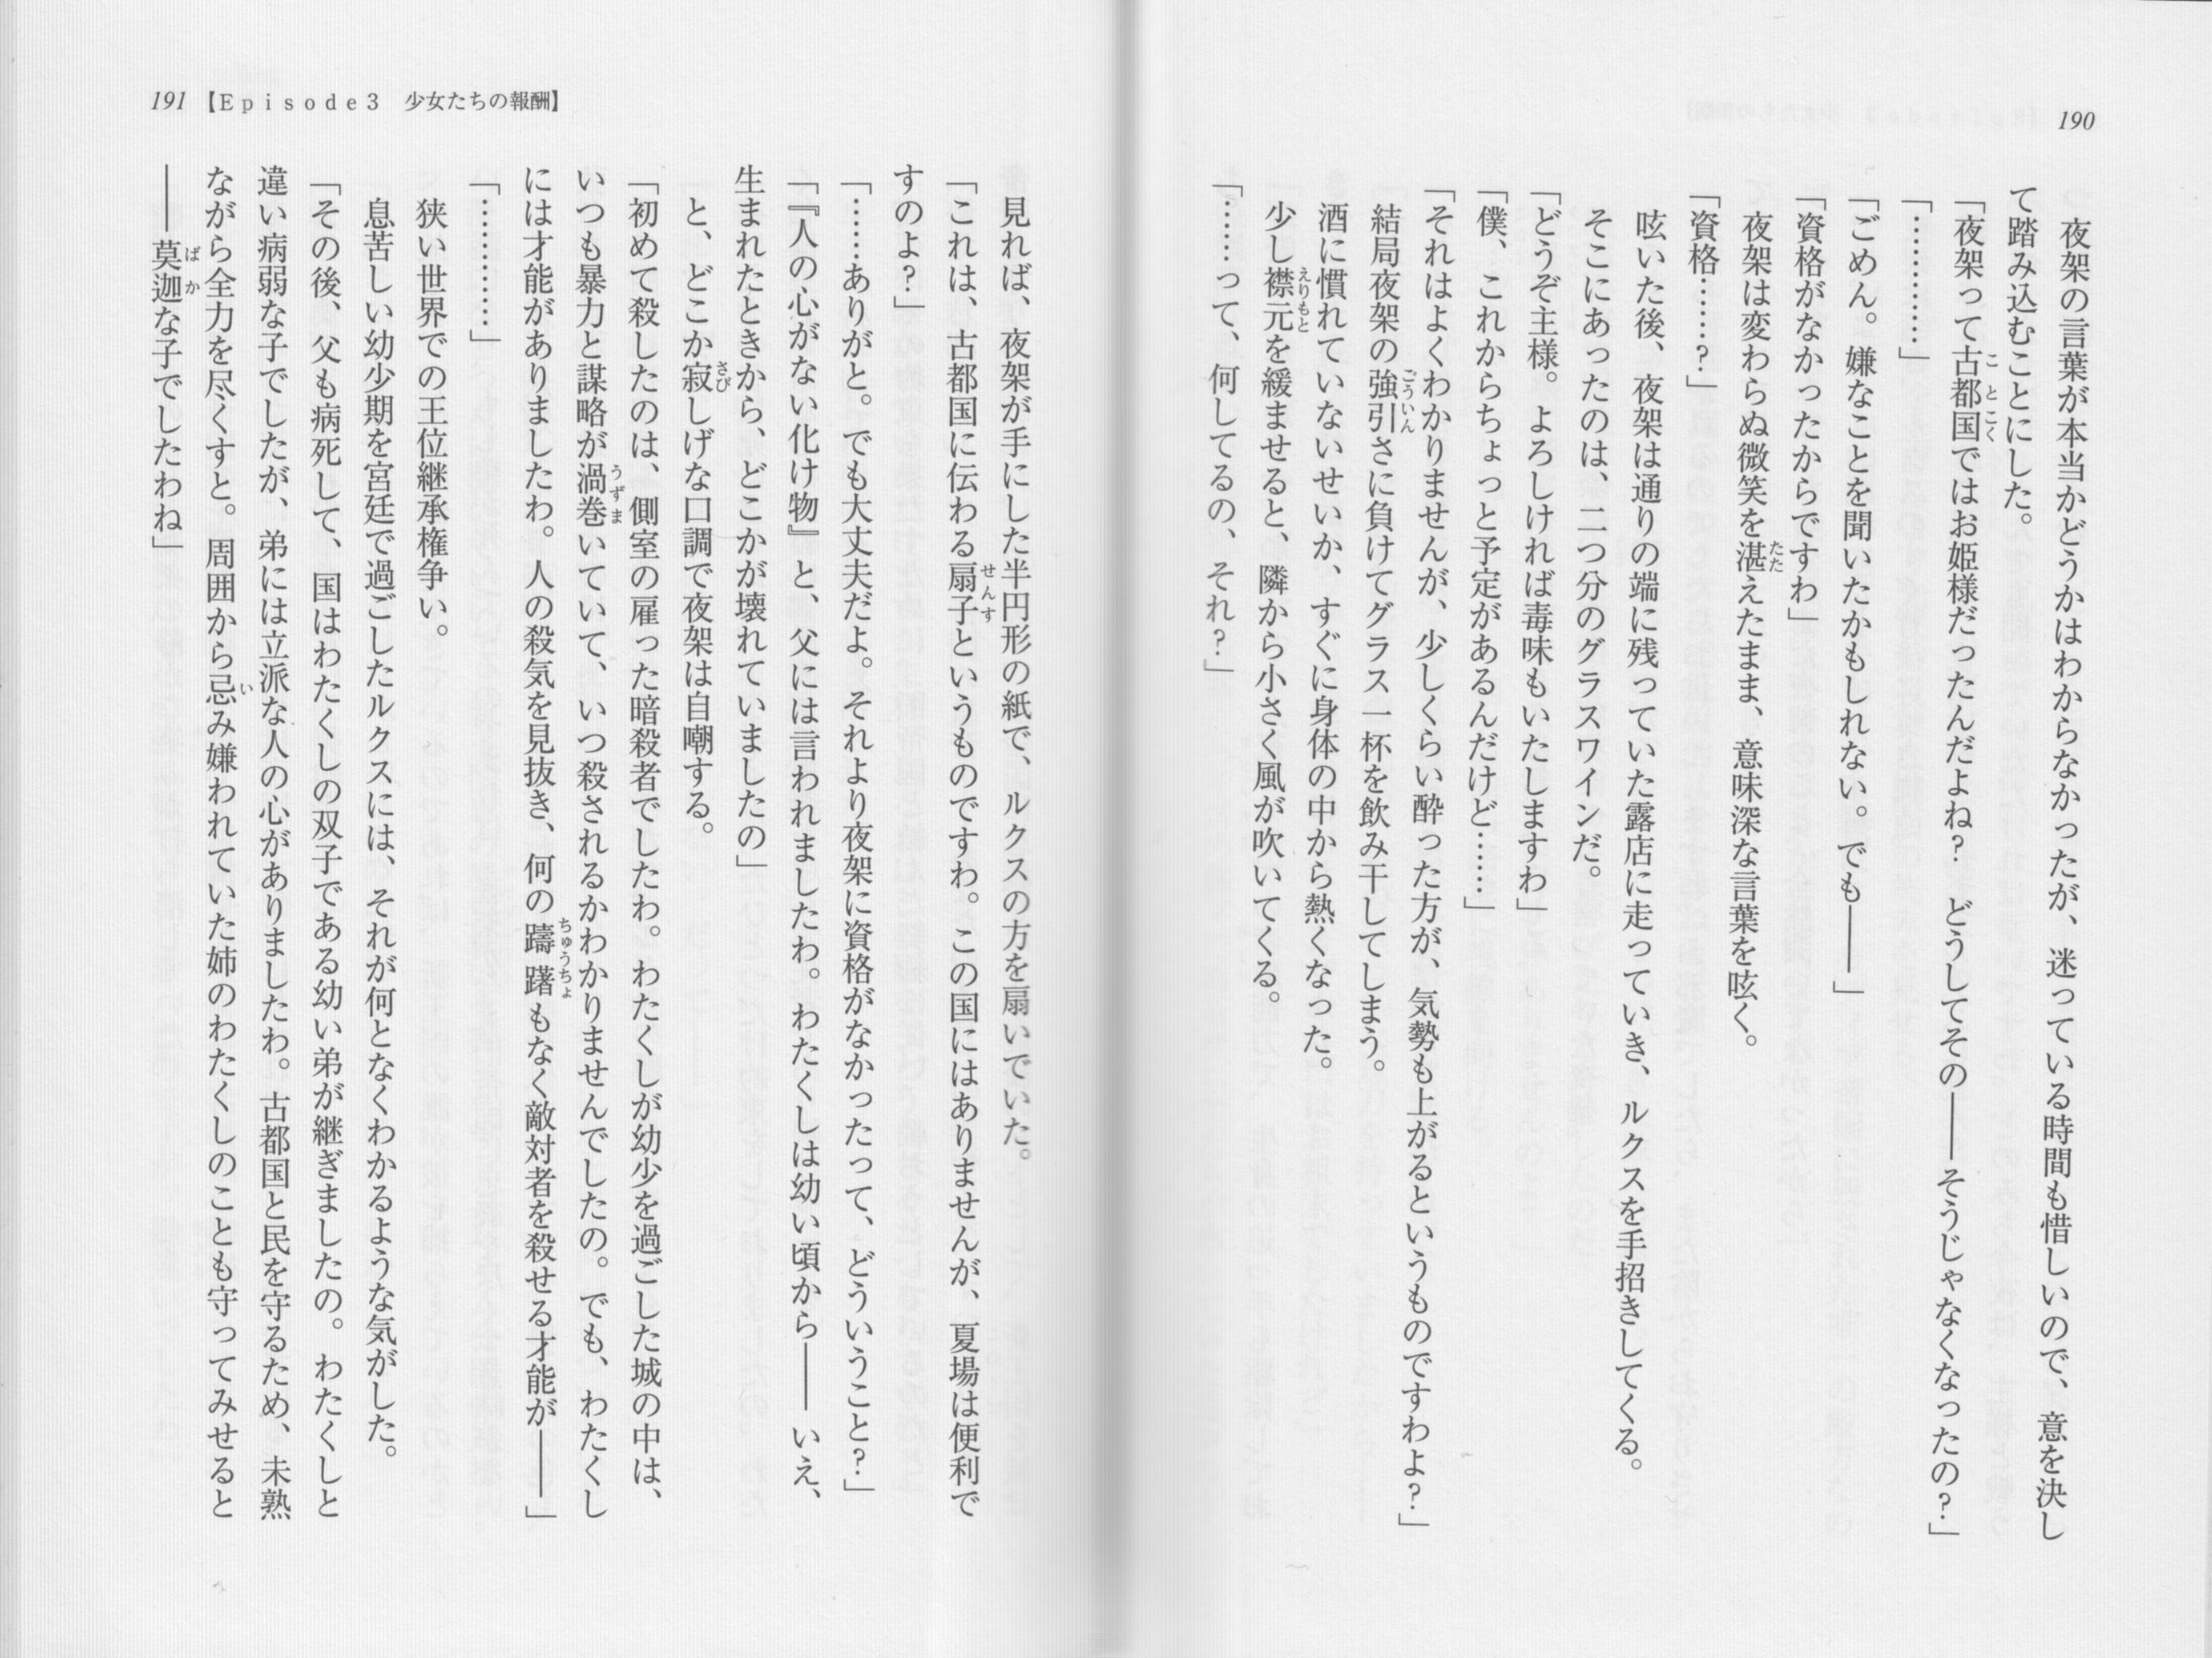 190
夜架の言葉が本当かどうかはわからなかったが、迷っている時間も惜しいので、意を決し
て踏み込むことにした。
「夜架って古都国ではお姫様だったんだよね？　どうしてその――そうじゃなくなったの？」
「…………」
「ごめん。嫌なことを聞いたかもしれない。でも――」
「資格がなかったからですわ」
夜架は変わらぬ微笑を湛えたまま、意味深な言葉を呟く。
「資格……？」
呟いた後、夜架は通りの端に残っていた露店に走っていき、ルクスを手招きしてくる。
そこにあったのは、二つ分のグラスワインだ。
「どうぞ主様。よろしければ毒味もいたしますわ」
「僕、これからちょっと予定があるんだけど……」
「それはよくわかりませんが、少しくらい酔った方が、気勢も上がるというものですわよ？」
結局夜架の強引さに負けてグラス一杯を飲み干してしまう。
酒に慣れていないせいか、すぐに身体の中から熱くなった。
少し襟元を緩ませると、隣から小さく風が吹いてくる。
「……って、何してるの、それ？」
191【Episode3　少女たちの報酬】
見れば、夜架が手にした半円形の紙で、ルクスの方を扇いでいた。
「これは、古都国に伝わる扇子というものですわ。この国にはありませんが、夏場は便利で
すのよ？」
「……ありがと。でも大丈夫だよ。それより夜架に資格がなかったって、どういうこと？」
「『人の心がない化け物』と、父には言われましたわ。わたくしは幼い頃から――いえ、
生まれたときから、どこかが壊れていましたの」
と、どこか寂しげな口調で夜架は自嘲する。
「初めて殺したのは、側室の雇った暗殺者でしたわ。わたくしが幼少を過ごした城の中は、
いつも暴力と謀略が渦巻いていて、いつ殺されるかわかりませんでしたの。でも、わたくし
には才能がありましたわ。人の殺気を見抜き、何の躊躇もなく敵対者を殺せる才能が――」
「…………」
狭い世界での王位継承権争い。
息苦しい幼少期を宮廷で過ごしたルクスには、それが何となくわかるような気がした。
「その後、父も病死して、国はわたくしの双子である幼い弟が継ぎましたの。わたくしと
違い病弱な子でしたが、弟には立派な人の心がありましたわ。古都国と民を守るため、未熟
ながら全力を尽くすと。周囲から忌み嫌われていた姉のわたくしのことも守ってみせると
――莫迦な子でしたわね」